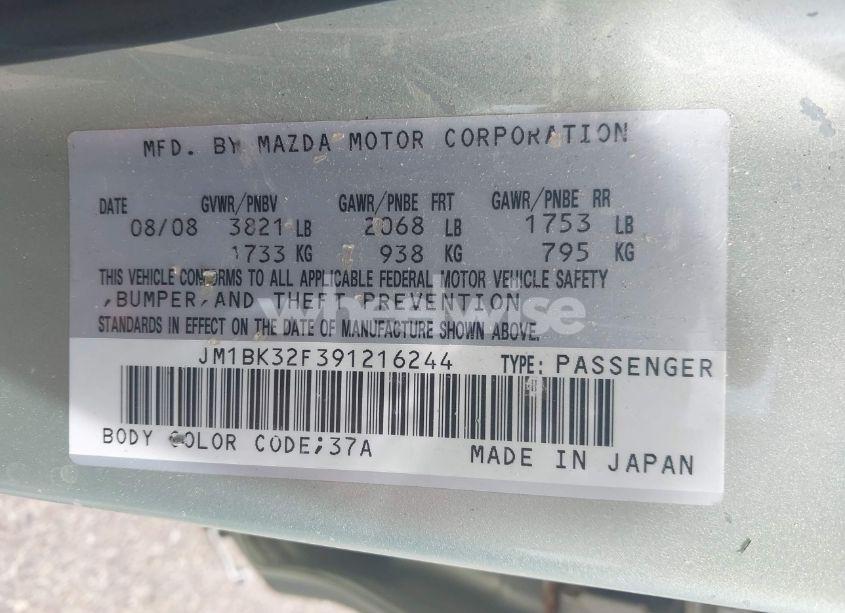 MFD. BY MAZDA MOTOR CORPORATION
DATE GVWR/PNBV GAWR/PNBE FRT GAWR/PNBE RR
08/08 3821 LB 2068 LB 1753 LB
1733 KG 938 KG 795 KG
THIS VEHICLE CONFORMS TO ALL APPLICABLE FEDERAL MOTOR VEHICLE SAFETY
,BUMPER,AND THEFT PREVENTION
STANDARDS IN EFFECT ON THE DATE OF MANUFACTURE SHOWN ABOVE.
wheelwise
JM1BK32F391216244 TYPE: PASSENGER
BODY COLOR CODE;37A
MADE IN JAPAN